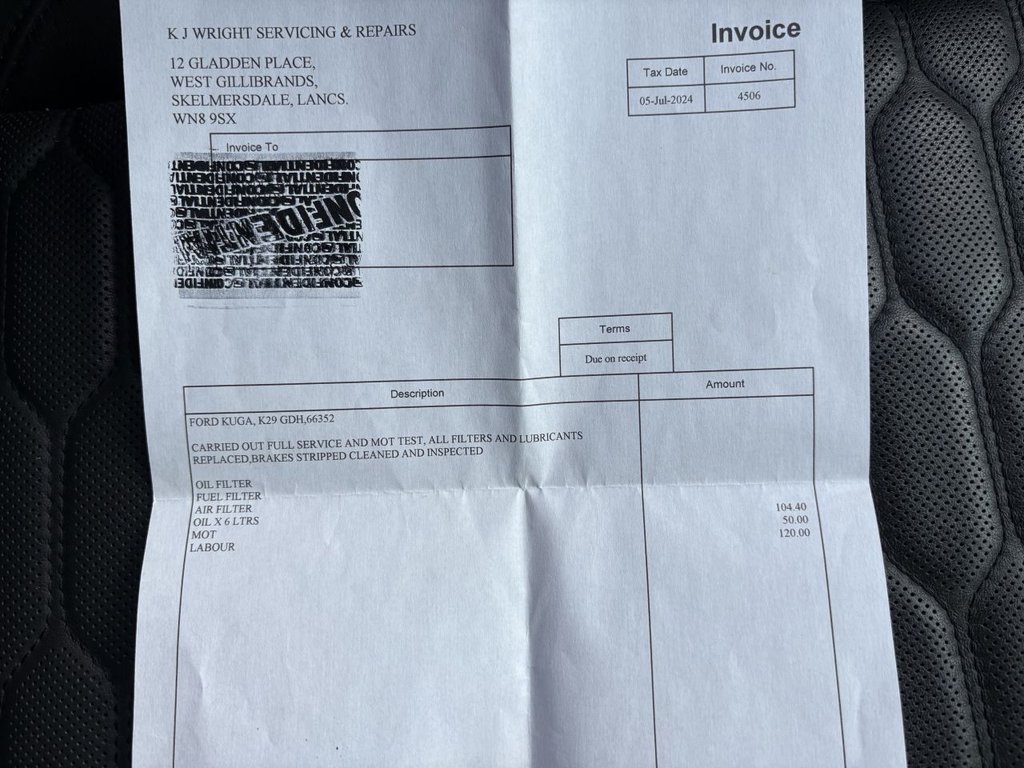 K J WRIGHT SERVICING & REPAIRS
12 GLADDEN PLACE,
WEST GILLIBRANDS,
SKELMERSDALE, LANCS.
WN8 9SX
Invoice
Tax Date Invoice No.
05-Jul-2024 4506
Invoice To
CONFIDENTIAL
Terms
Due on receipt
Description Amount
FORD KUGA, K29 GDH,66352
CARRIED OUT FULL SERVICE AND MOT TEST, ALL FILTERS AND LUBRICANTS
REPLACED,BRAKES STRIPPED CLEANED AND INSPECTED
OIL FILTER
FUEL FILTER
AIR FILTER
OIL X 6 LTRS 104.40
MOT 50.00
LABOUR 120.00